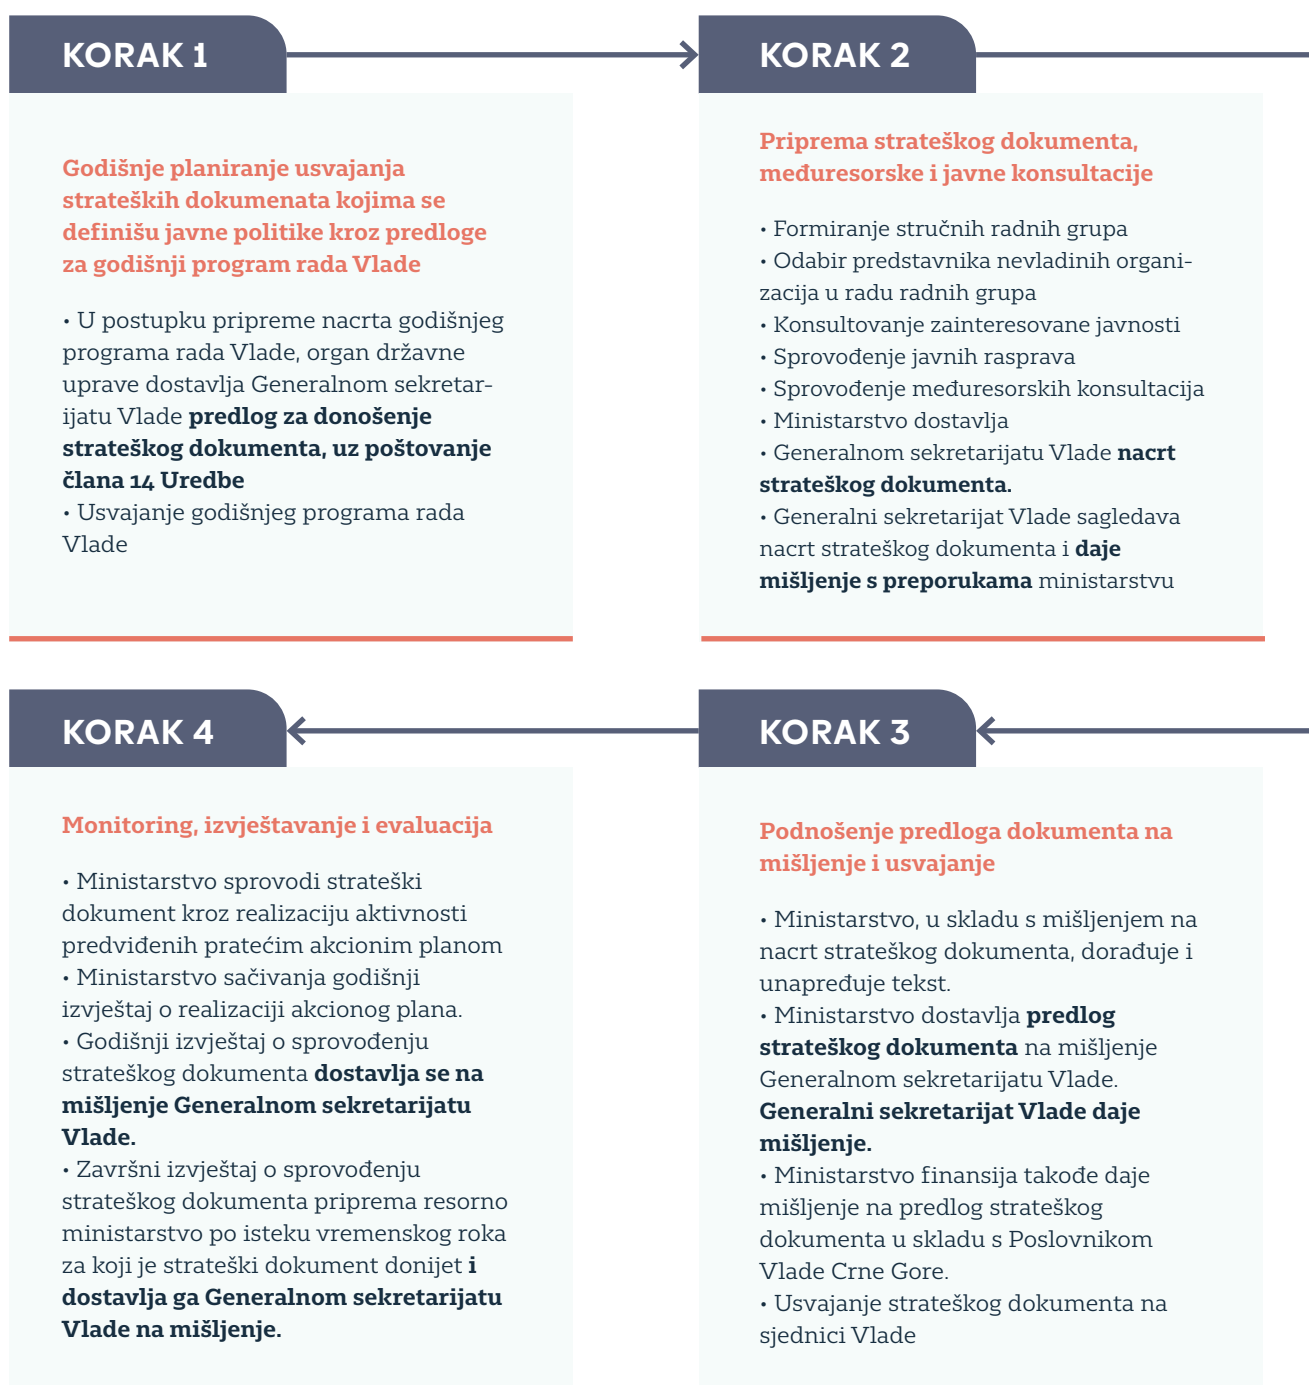 KORAK 1
Godišnje planiranje usvajanja
strateških dokumenata kojima se
definišu javne politike kroz predloge
za godišnji program rada Vlade
• U postupku pripreme nacrta godišnjeg
programa rada Vlade, organ državne
uprave dostavlja Generalnom sekretar-
ijatu Vlade predlog za donošenje
strateškog dokumenta, uz poštovanje
člana 14 Uredbe
• Usvajanje godišnjeg programa rada
Vlade
KORAK 2
Priprema strateškog dokumenta,
međuresorske i javne konsultacije
• Formiranje stručnih radnih grupa
• Odabir predstavnika nevladinih organi-
zacija u radu radnih grupa
• Konsultovanje zainteresovane javnosti
• Sprovođenje javnih rasprava
• Sprovođenje međuresorskih konsultacija
• Ministarstvo dostavlja
• Generalnom sekretarijatu Vlade nacrt
strateškog dokumenta.
• Generalni sekretarijat Vlade sagledava
nacrt strateškog dokumenta i daje
mišljenje s preporukama ministarstvu
KORAK 3
Podnošenje predloga dokumenta na
mišljenje i usvajanje
• Ministarstvo, u skladu s mišljenjem na
nacrt strateškog dokumenta, dorađuje i
unapređuje tekst.
• Ministarstvo dostavlja predlog
strateškog dokumenta na mišljenje
Generalnom sekretarijatu Vlade.
Generalni sekretarijat Vlade daje
mišljenje.
• Ministarstvo finansija takođe daje
mišljenje na predlog strateškog
dokumenta u skladu s Poslovnikom
Vlade Crne Gore.
• Usvajanje strateškog dokumenta na
sjednici Vlade
KORAK 4
Monitoring, izvještavanje i evaluacija
• Ministarstvo sprovodi strateški
dokument kroz realizaciju aktivnosti
predviđenih pratećim akcionim planom
• Ministarstvo sačivanja godišnji
izvještaj o realizaciji akcionog plana.
• Godišnji izvještaj o sprovođenju
strateškog dokumenta dostavlja se na
mišljenje Generalnom sekretarijatu
Vlade.
• Završni izvještaj o sprovođenju
strateškog dokumenta priprema resorno
ministarstvo po isteku vremenskog roka
za koji je strateški dokument donijet i
dostavlja ga Generalnom sekretarijatu
Vlade na mišljenje.